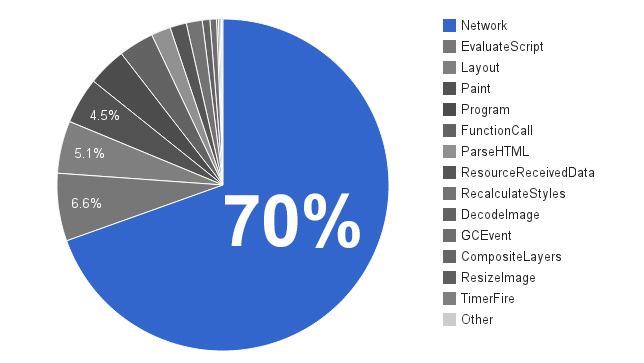 4.5%
5.1%
6.6%
70%
Network
EvaluateScript
Layout
Paint
Program
FunctionCall
ParseHTML
ResourceReceivedData
RecalculateStyles
DecodeImage
GCEvent
CompositeLayers
ResizeImage
TimerFire
Other